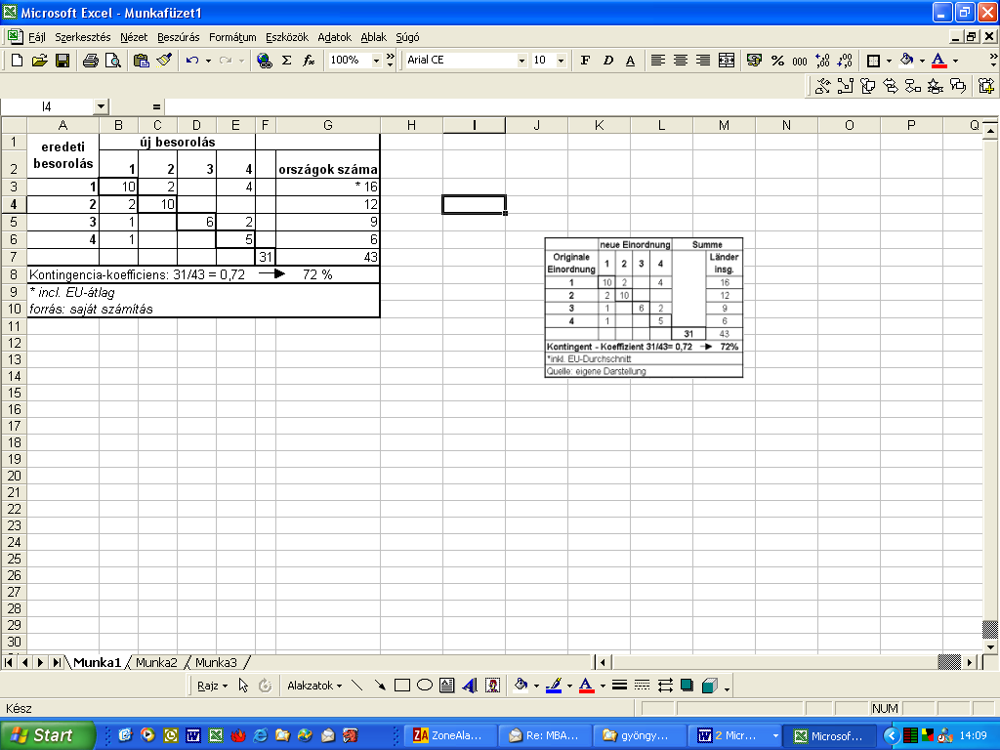 Microsoft Excel - Munkafüzet1
Fájl Szerkesztés Nézet Beszúrás Formátum Eszközök Adatok Ablak Súgó
100% Arial CE 10 F D A % 000
I4 =
A B C D E F G H I J K L M N O P Q
1 eredeti besorolás új besorolás
2 1 2 3 4 országok száma
3 1 10 2 4 * 16
4 2 2 10 12
5 3 1 6 2 9
6 4 1 5 6
7 31 43
8 Kontingencia-koefficiens: 31/43 = 0,72 → 72 %
9 * incl. EU-átlag
10 forrás: saját számítás
11
12
13
14
15
16
17
18
19
20
21
22
23
24
25
26
27
28
29
30
neue Einordnung Summe
Originale Einordnung 1 2 3 4 Länder insg.
1 10 2 4 16
2 2 10 12
3 1 6 2 9
4 1 5 6
31 43
Kontingent - Koeffizient 31/43= 0,72 → 72%
*inkl. EU-Durchschnitt
Quelle: eigene Darstellung
Munka1 Munka2 Munka3
Rajz Alakzatok
Kész NUM
Start ZoneAla... Re: MBA... gyöngy... 2 Micr... Microsof... 14:09